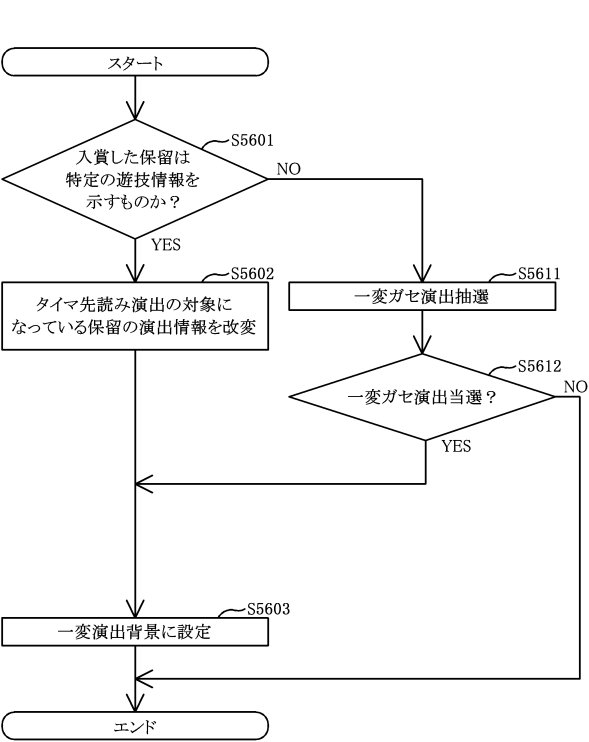 スタート
S5601
入賞した保留は
特定の遊技情報を
示すものか？
NO
YES
S5602
タイマ先読み演出の対象に
なっている保留の演出情報を改変
S5611
一変ガセ演出抽選
S5612
一変ガセ演出当選？
NO
YES
S5603
一変演出背景に設定
エンド